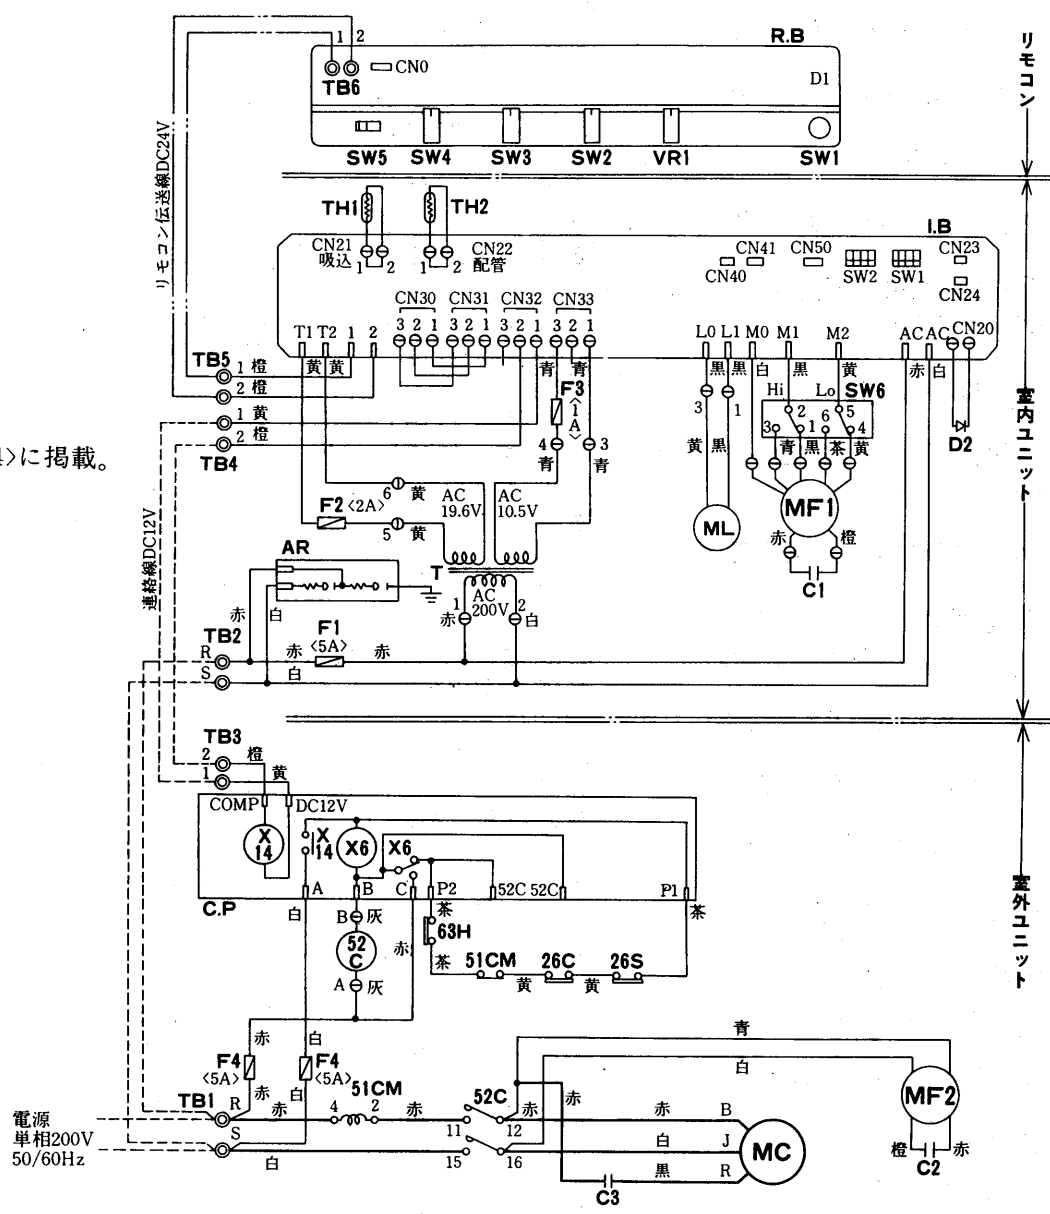 R.B
1 2
CN0
TB6
D1
SW5 SW4 SW3 SW2 VR1 SW1
リモコン
リモコン伝送線DC24V
TH1 TH2
I.B
CN21 吸込
1 2
CN22 配管
1 2
CN41 CN50 CN23
CN40 SW2 SW1
CN24
CN30 CN31 CN32 CN33
3 2 1 3 2 1 3 2 1 3 2 1
T1 T2 1 2
L0 L1 M0 M1 M2 AC AC CN20
TB5
1 橙 黄 黄
2 橙
青 青
黒 黒 白 黒 黄 赤 白
F3
〈1A〉
Hi Lo SW6
3 1
2 5
3 1 6 4
1 黄
2 橙
TB4
4 3
青 青
黄 黒
青 黒 茶 黄
D2
〉に掲載。
室内ユニット
6 黄
AC 19.6V
AC 10.5V
F2 〈2A〉
5 黄
MF1
ML
赤 橙
C1
連絡線DC12V
AR
T
AC 200V
1 2
赤 白
赤 白
TB2
F1
〈5A〉
R 赤 赤
S 白
TB3
2 橙
1 黄
COMP DC12V
X14 X14 X6 X6
A B C P2 52C 52C P1
C.P
白 B 灰 茶 茶
63H
52C
赤
茶 51CM 26C 26S
黄 黄
A 灰
室外ユニット
赤 白
F4
〈5A〉
F4
〈5A〉
赤 白
青
白
51CM
52C
MF2
TB1
R
赤 4 2 赤 赤 赤 赤 B
11 12
電源
単相200V
50/60Hz
S
白 15 16 白 J
MC
黒 R
C3
橙 赤
C2